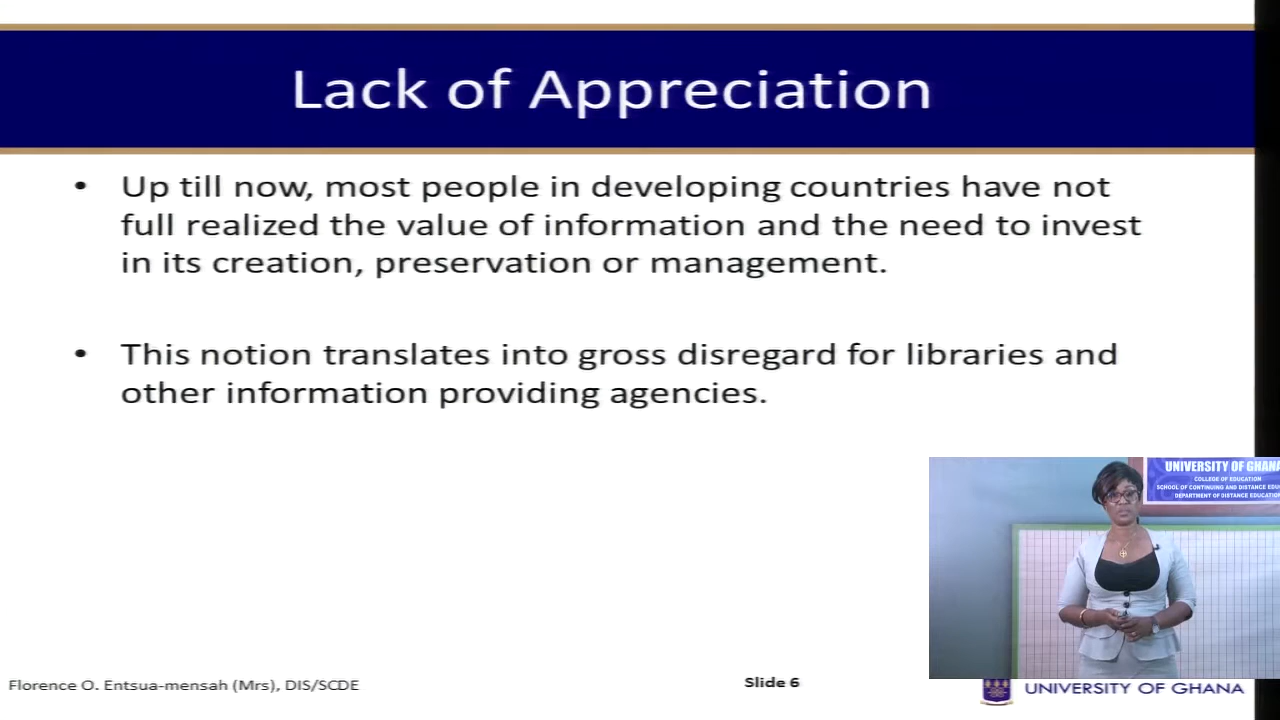 Lack of Appreciation
• Up till now, most people in developing countries have not
full realized the value of information and the need to invest
in its creation, preservation or management.
• This notion translates into gross disregard for libraries and
other information providing agencies.
UNIVERSITY OF GHANA
COLLEGE OF EDUCATION
SCHOOL OF CONTINUING AND DISTANCE EDU
DEPARTMENT OF DISTANCE EDUCATION
Florence O. Entsua-mensah (Mrs), DIS/SCDE
Slide 6
UNIVERSITY OF GHANA